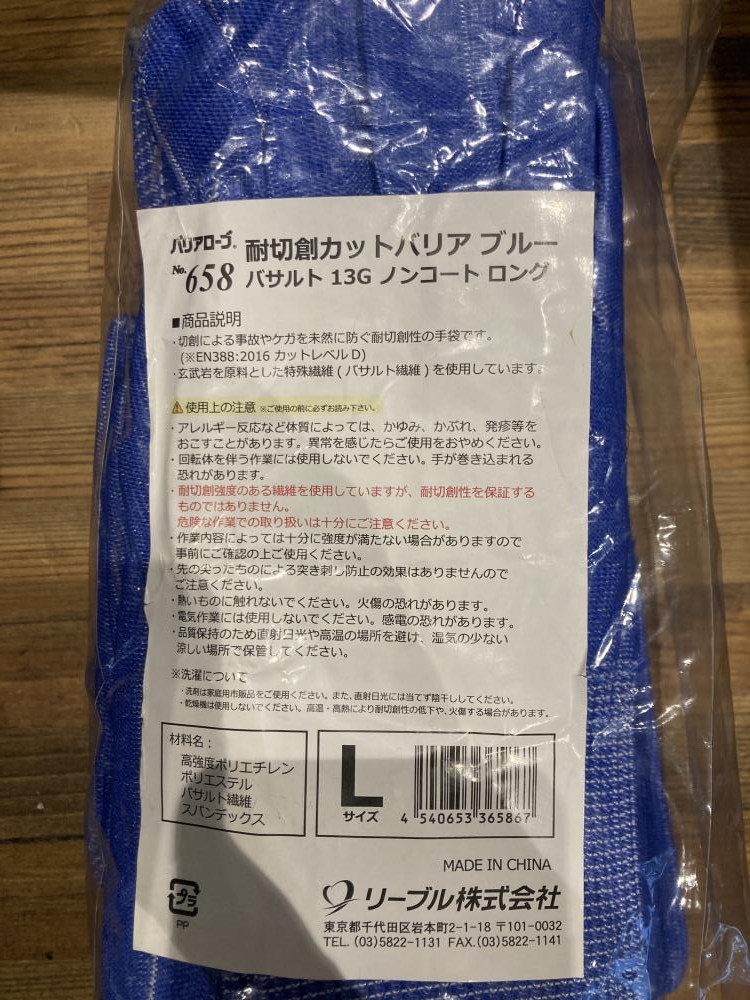 バリアローブ®
耐切創カットバリア ブルー
No.658 バサルト 13G ノンコート ロング
■商品説明
・切創による事故やケガを未然に防ぐ耐切創性の手袋です。
(※EN388:2016 カットレベル D)
・玄武岩を原料とした特殊繊維 ( バサルト繊維 ) を使用しています。
⚠使用上の注意 ※ご使用の前に必ずお読み下さい。
・アレルギー反応など体質によっては、かゆみ、かぶれ、発疹等を
おこすことがあります。異常を感じたらご使用をおやめください。
・回転体を伴う作業には使用しないでください。手が巻き込まれる
恐れがあります。
・耐切創強度のある繊維を使用していますが、耐切創性を保証する
ものではありません。
危険な作業での取り扱いは十分にご注意ください。
・作業内容によっては十分に強度が満たない場合がありますので
事前にご確認の上ご使用ください。
・先の尖ったものによる突き刺し防止の効果はありませんので
ご注意ください。
・熱いものに触れないでください。火傷の恐れがあります。
・電気作業には使用しないでください。感電の恐れがあります。
・品質保持のため直射日光や高温の場所を避け、湿気の少ない
涼しい場所で保管してください。
※洗濯について
・洗剤は家庭用市販品をご使用ください。また、直射日光には当てず陰干ししてください。
・乾燥機は使用しないでください。高温・高熱により耐切創性の低下や、火傷する場合があります。
材料名：
高強度ポリエチレン
ポリエステル
バサルト繊維
スパンデックス
L
サイズ
4 540653 365867
MADE IN CHINA
プラ
PP
リーブル株式会社
東京都千代田区岩本町2-1-18 〒101-0032
TEL. (03)5822-1131 FAX.(03)5822-1141